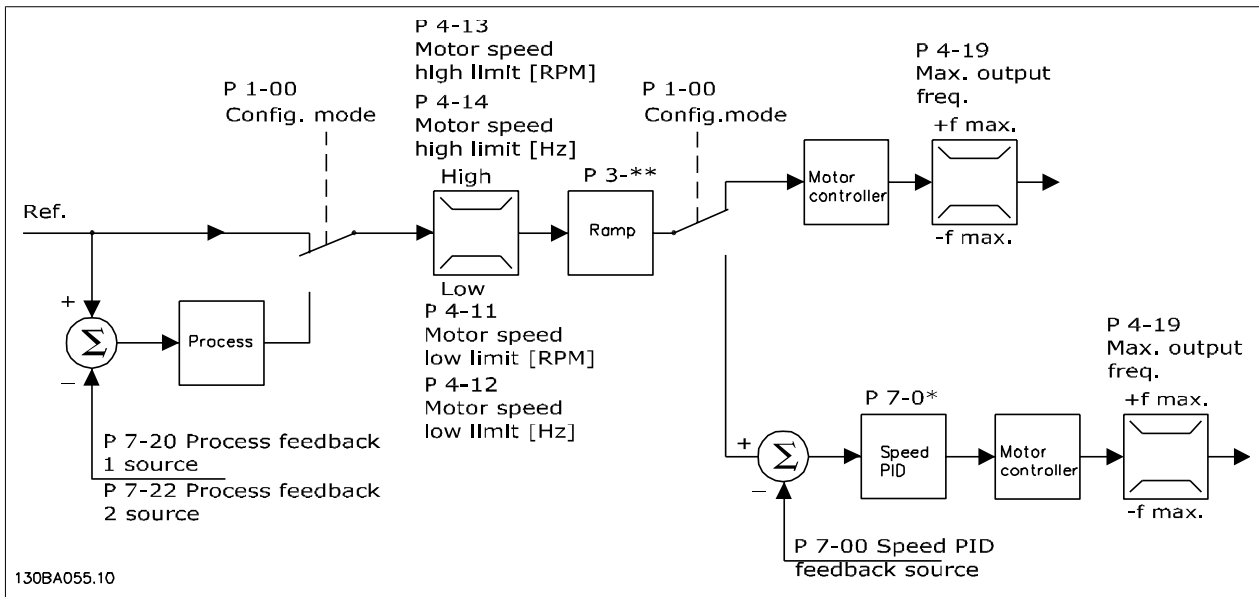 P 4-13
Motor speed
high limit [RPM]
P 4-14
Motor speed
high limit [Hz]
High
P 1-00
Config. mode
P 1-00
Config.mode
P 4-19
Max. output
freq.
+f max.
-f max.
P 3-**
Ramp
Motor
controller
Ref.
+
Σ
−
Process
Low
P 4-11
Motor speed
low limit [RPM]
P 4-12
Motor speed
low limit [Hz]
P 7-20 Process feedback
1 source
P 7-22 Process feedback
2 source
P 7-0*
+
Σ
−
Speed
PID
Motor
controller
P 4-19
Max. output
freq.
+f max.
-f max.
P 7-00 Speed PID
feedback source
130BA055.10